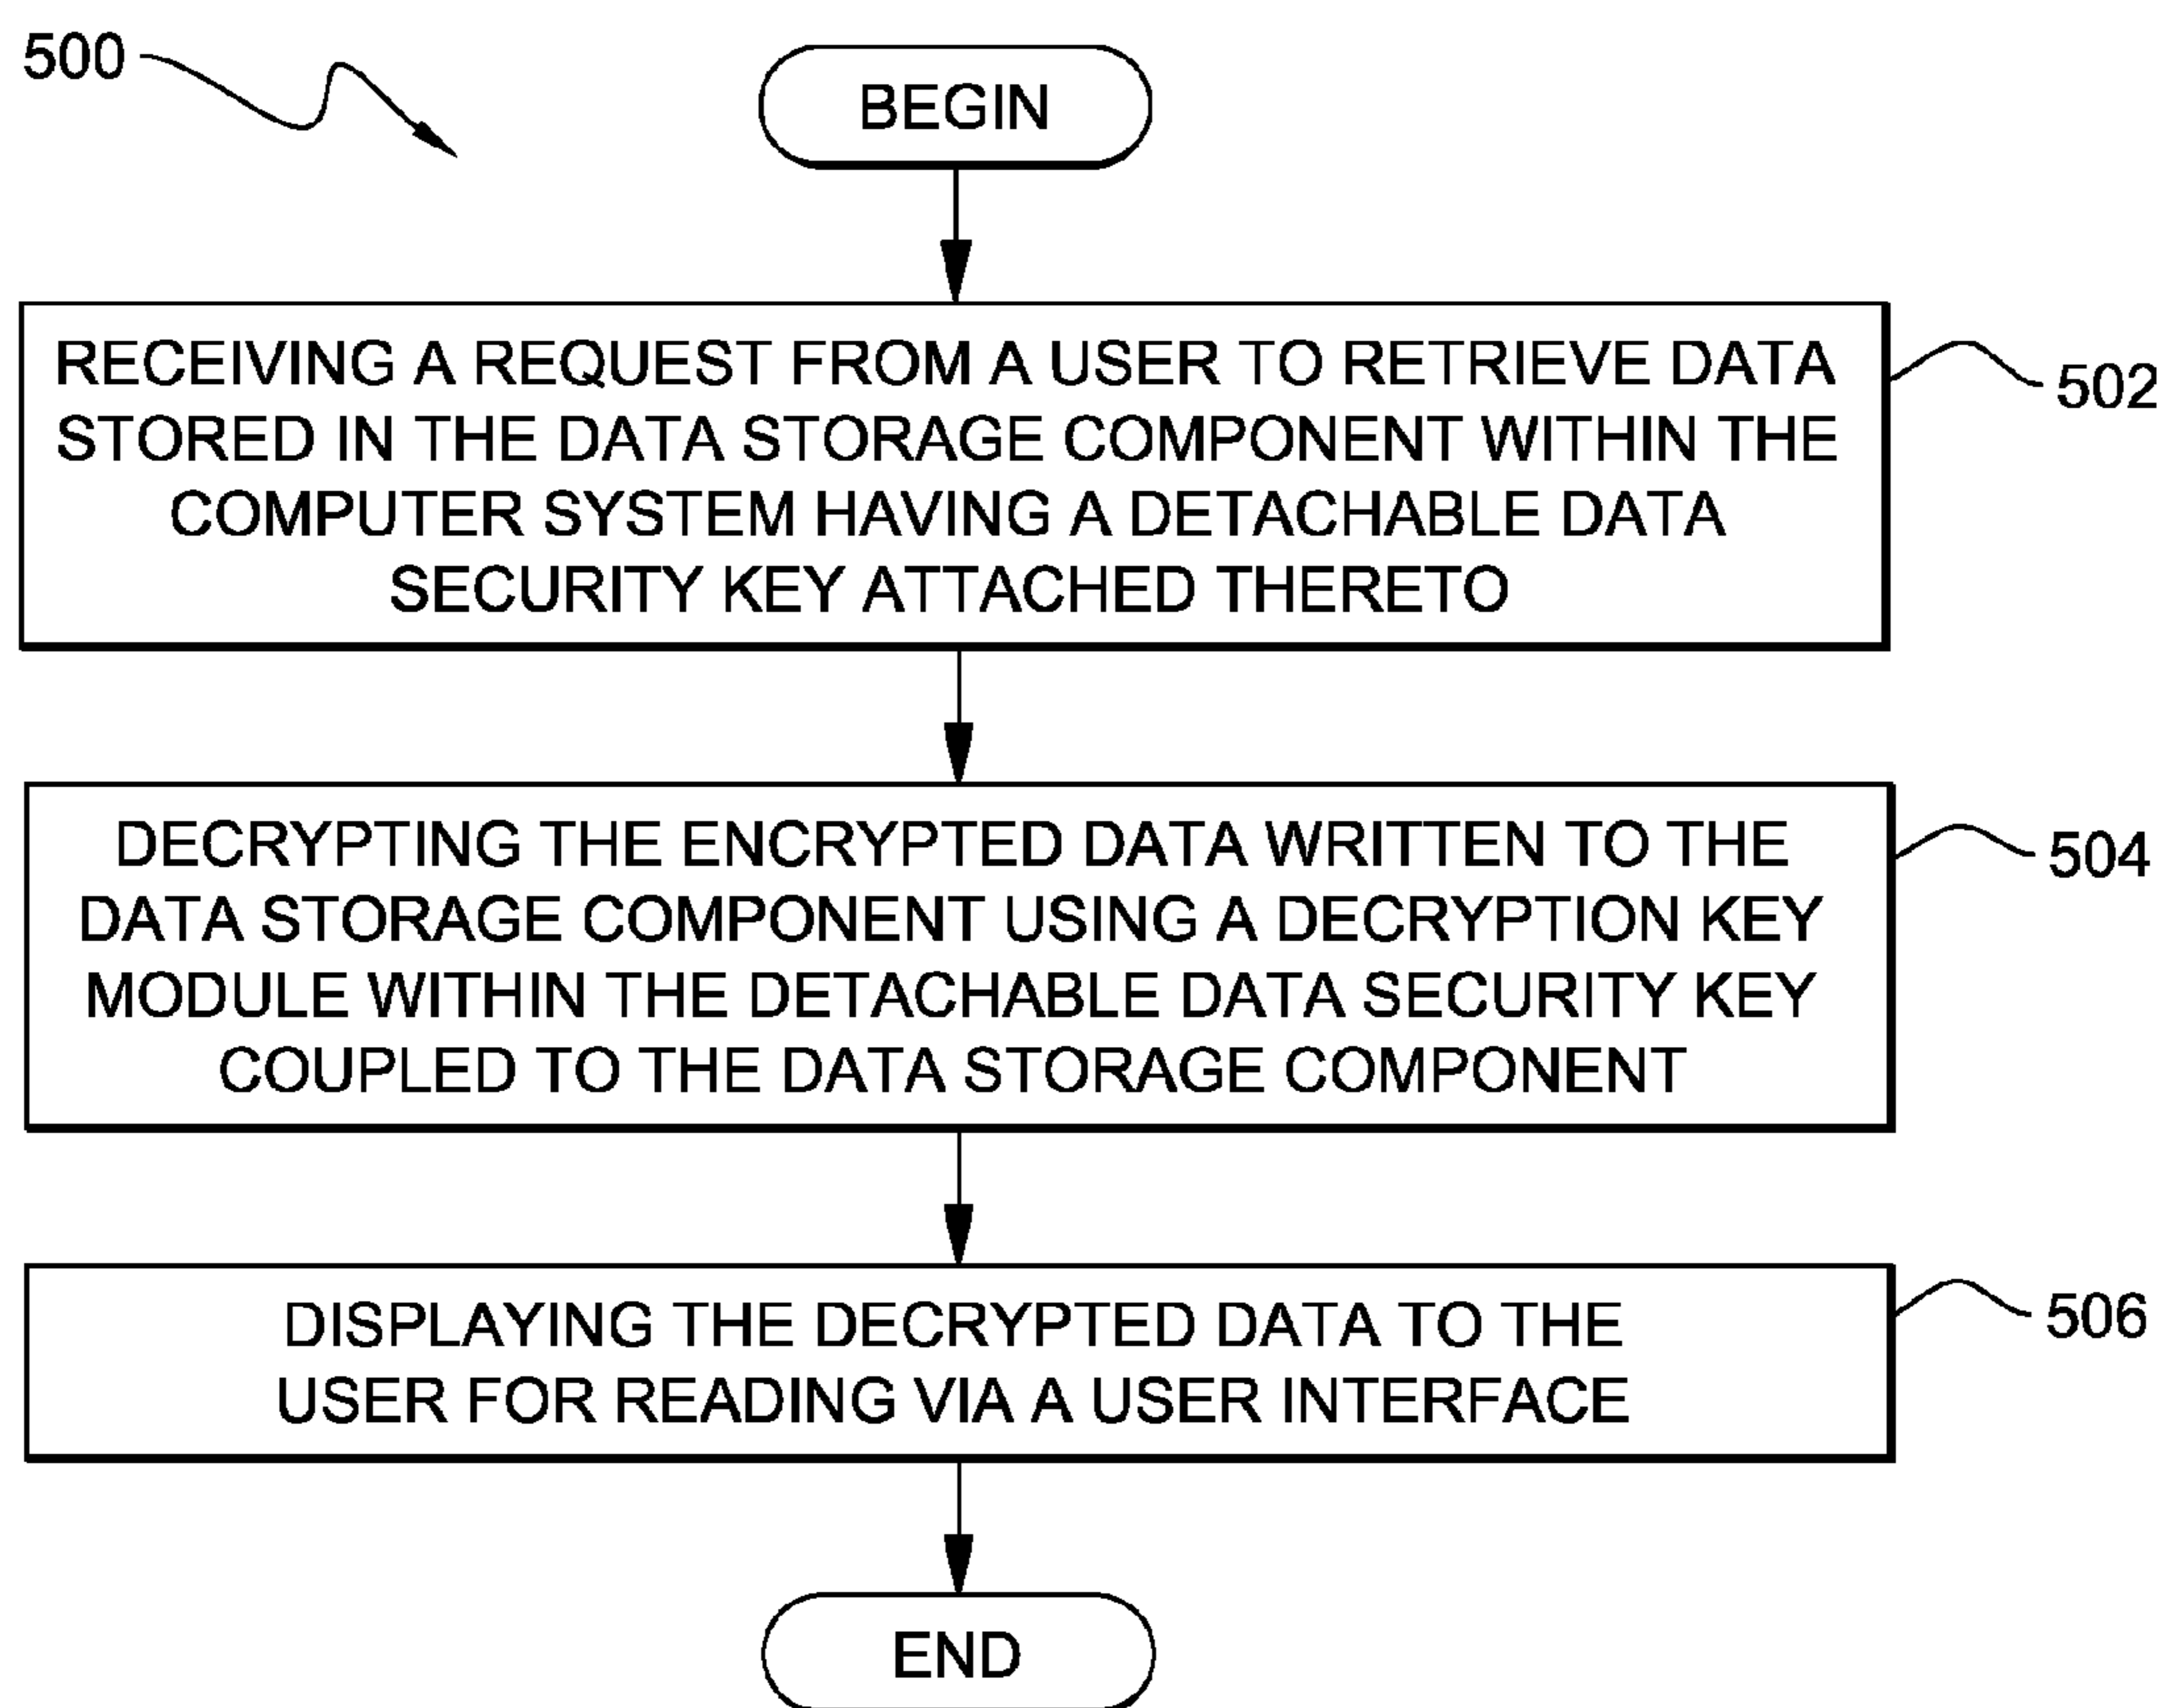 500
BEGIN
RECEIVING A REQUEST FROM A USER TO RETRIEVE DATA
STORED IN THE DATA STORAGE COMPONENT WITHIN THE
COMPUTER SYSTEM HAVING A DETACHABLE DATA
SECURITY KEY ATTACHED THERETO
502
DECRYPTING THE ENCRYPTED DATA WRITTEN TO THE
DATA STORAGE COMPONENT USING A DECRYPTION KEY
MODULE WITHIN THE DETACHABLE DATA SECURITY KEY
COUPLED TO THE DATA STORAGE COMPONENT
504
DISPLAYING THE DECRYPTED DATA TO THE
USER FOR READING VIA A USER INTERFACE
506
END